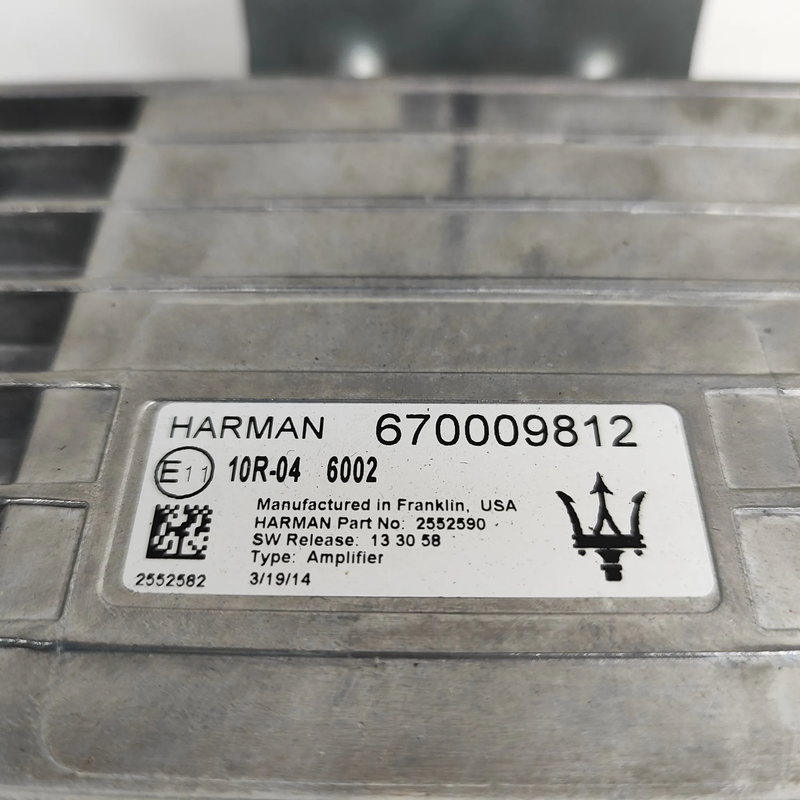 HARMAN 670009812
E11 10R-04 6002
Manufactured in Franklin, USA
HARMAN Part No: 2552590
SW Release: 13 30 58
Type: Amplifier
2552582 3/19/14